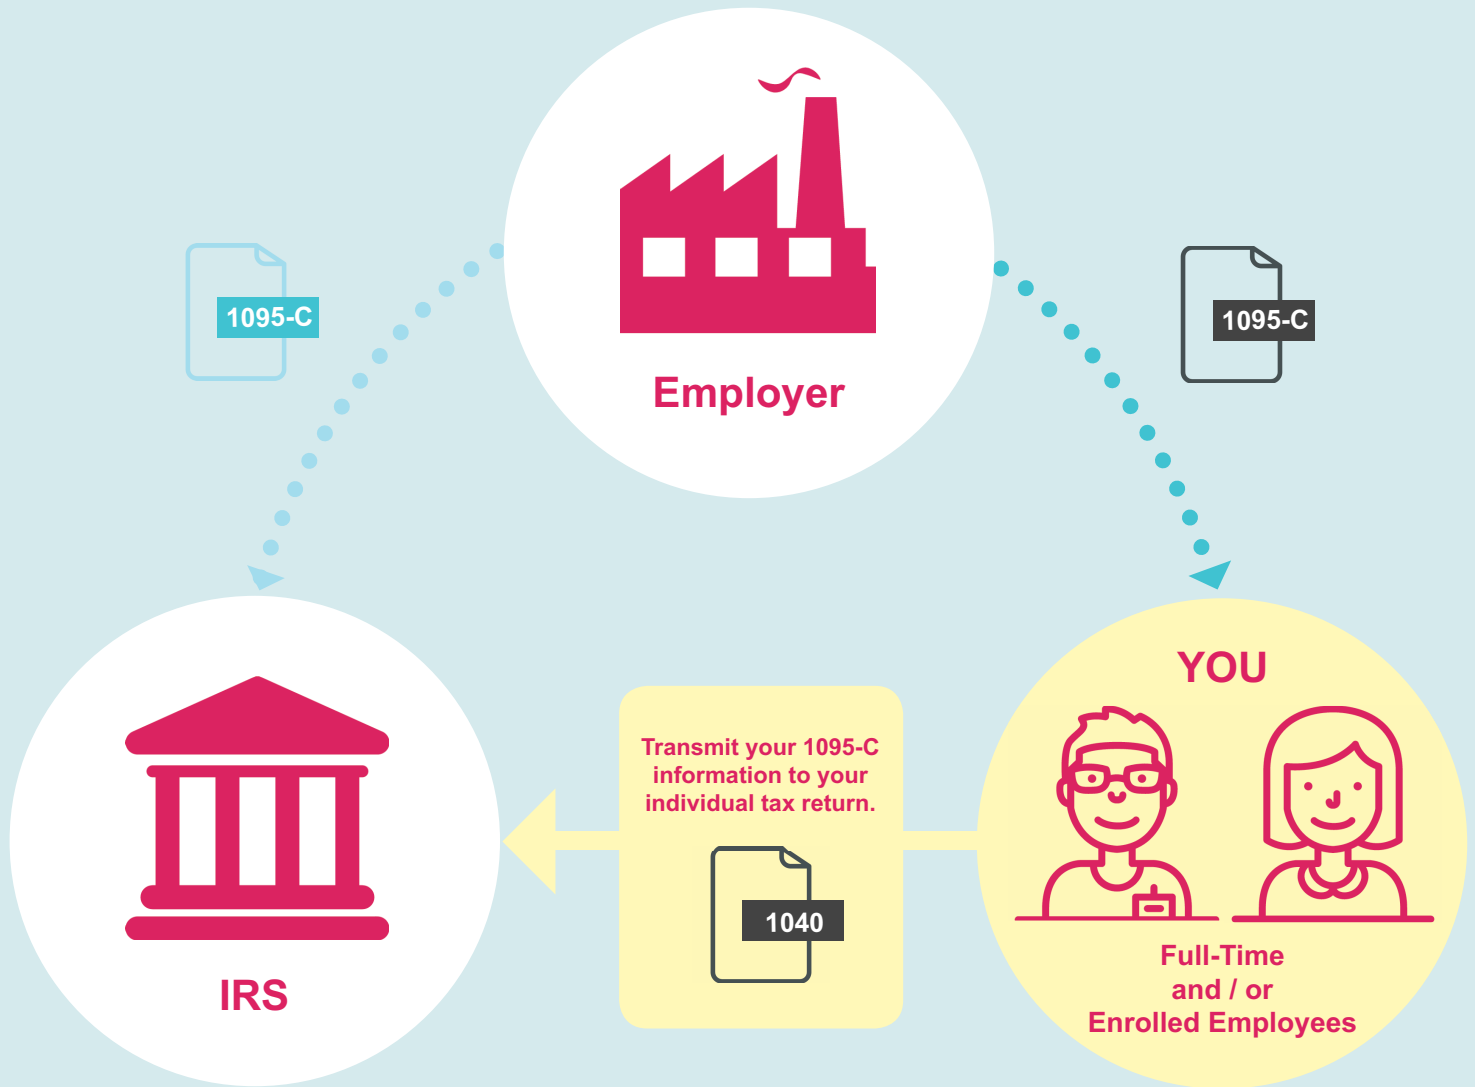 1095-C
1095-C
Employer
YOU
Transmit your 1095-C
information to your
individual tax return.
1040
Full-Time
and / or
Enrolled Employees
IRS